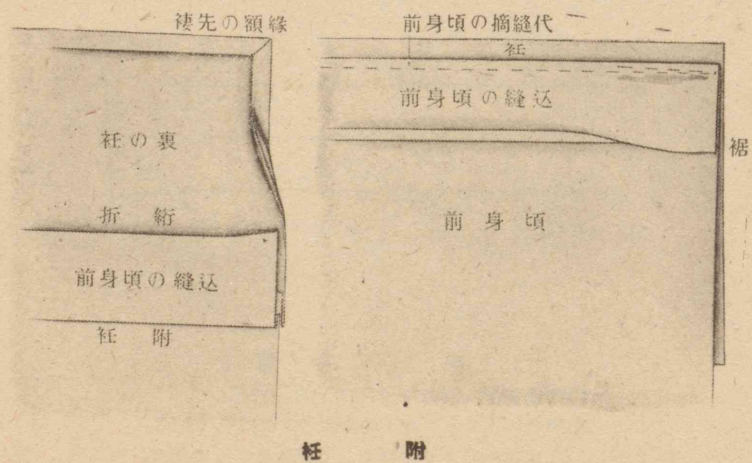 褄先の額縁
衽の裏
折絎
前身頃の縫込
衽附
前身頃の摘縫代
衽
前身頃の縫込
裾
前身頃
衽附